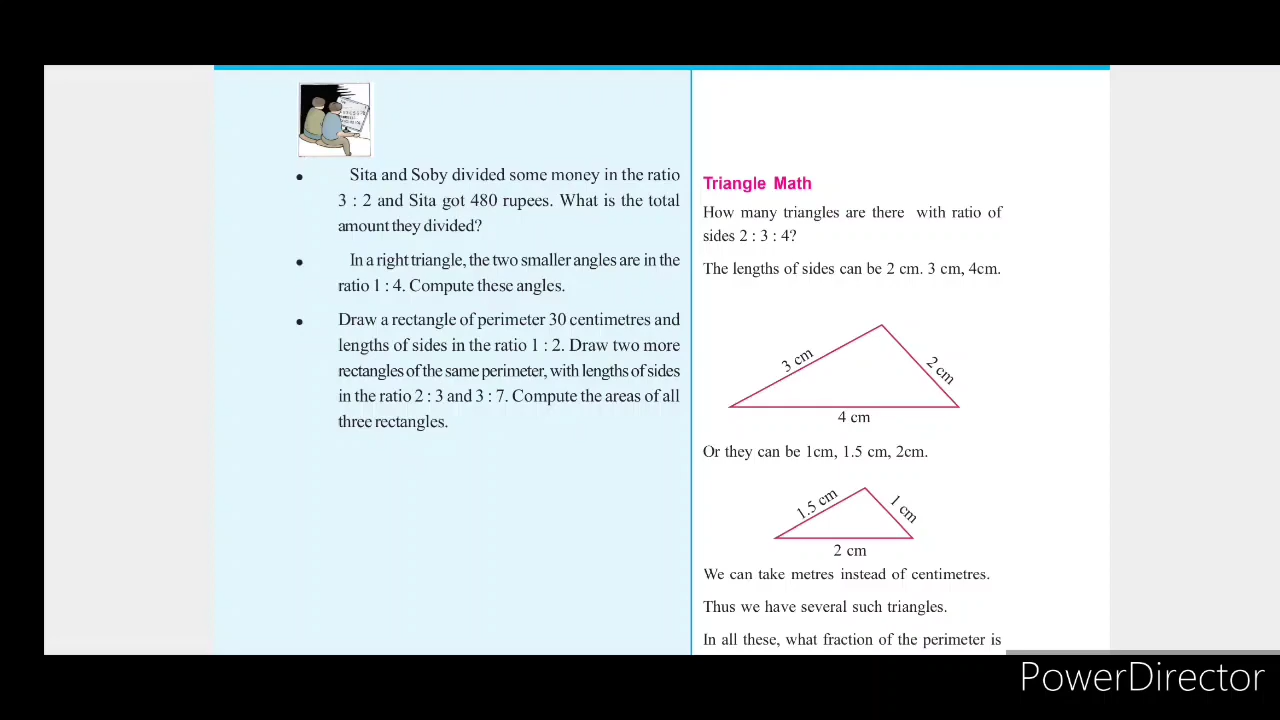 • Sita and Soby divided some money in the ratio
3 : 2 and Sita got 480 rupees. What is the total
amount they divided?
• In a right triangle, the two smaller angles are in the
ratio 1 : 4. Compute these angles.
• Draw a rectangle of perimeter 30 centimetres and
lengths of sides in the ratio 1 : 2. Draw two more
rectangles of the same perimeter, with lengths of sides
in the ratio 2 : 3 and 3 : 7. Compute the areas of all
three rectangles.
Triangle Math
How many triangles are there with ratio of
sides 2 : 3 : 4?
The lengths of sides can be 2 cm. 3 cm, 4cm.
3 cm
2 cm
4 cm
Or they can be 1cm, 1.5 cm, 2cm.
1.5 cm
1 cm
2 cm
We can take metres instead of centimetres.
Thus we have several such triangles.
In all these, what fraction of the perimeter is
PowerDirector